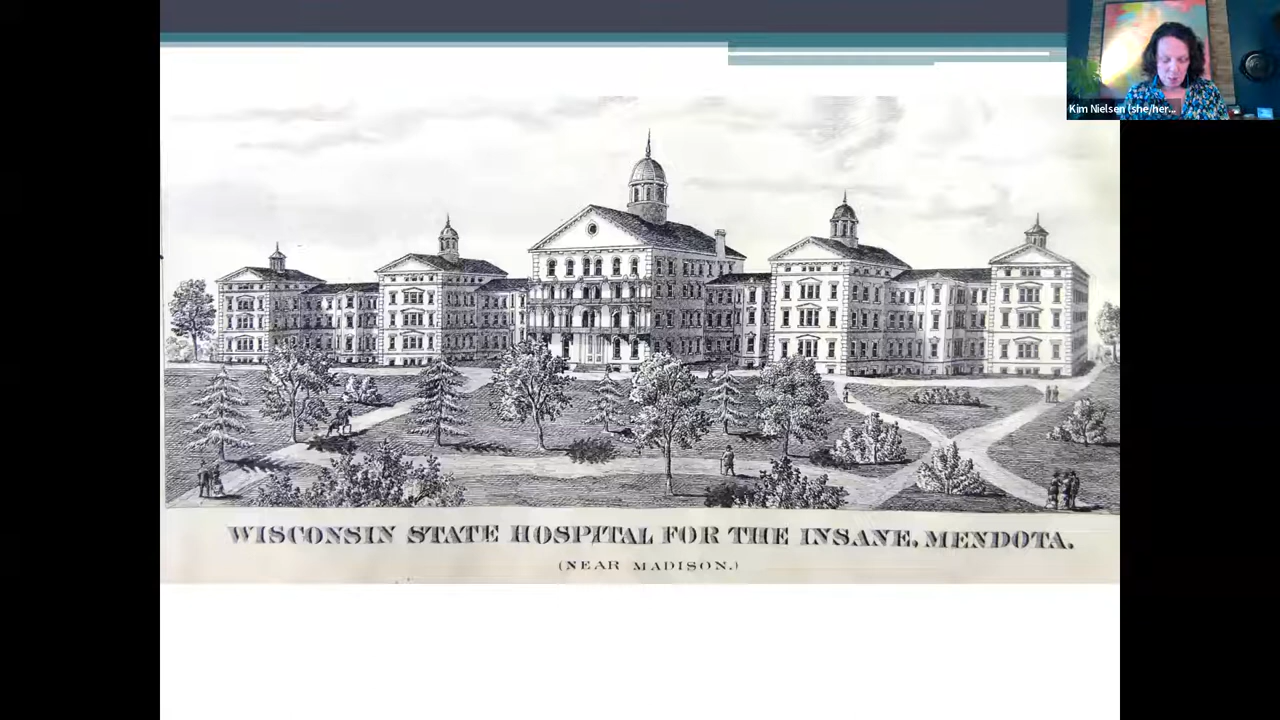 Kim Nielsen (she/her...
WISCONSIN STATE HOSPITAL FOR THE INSANE, MENDOTA.
(NEAR MADISON.)